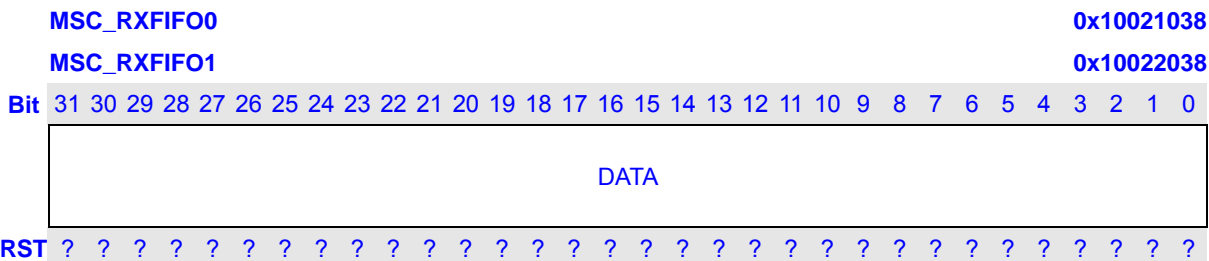 MSC_RXFIFO0 0x10021038
MSC_RXFIFO1 0x10022038
Bit 31 30 29 28 27 26 25 24 23 22 21 20 19 18 17 16 15 14 13 12 11 10 9 8 7 6 5 4 3 2 1 0
DATA
RST ? ? ? ? ? ? ? ? ? ? ? ? ? ? ? ? ? ? ? ? ? ? ? ? ? ? ? ? ? ? ? ?